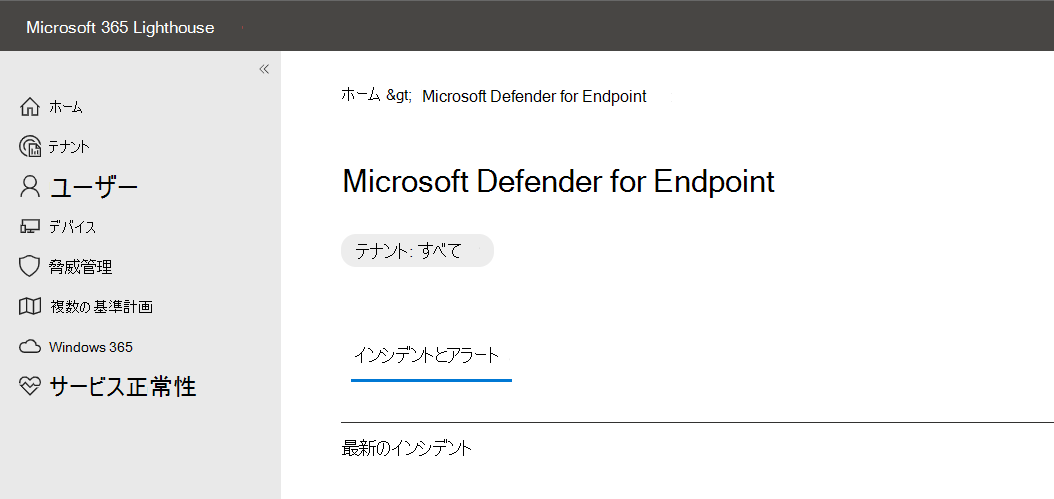 Microsoft 365 Lighthouse
ホーム
テナント
ユーザー
デバイス
脅威管理
複数の基準計画
Windows 365
サービス正常性
ホーム &gt; Microsoft Defender for Endpoint
Microsoft Defender for Endpoint
テナント: すべて
インシデントとアラート
最新のインシデント